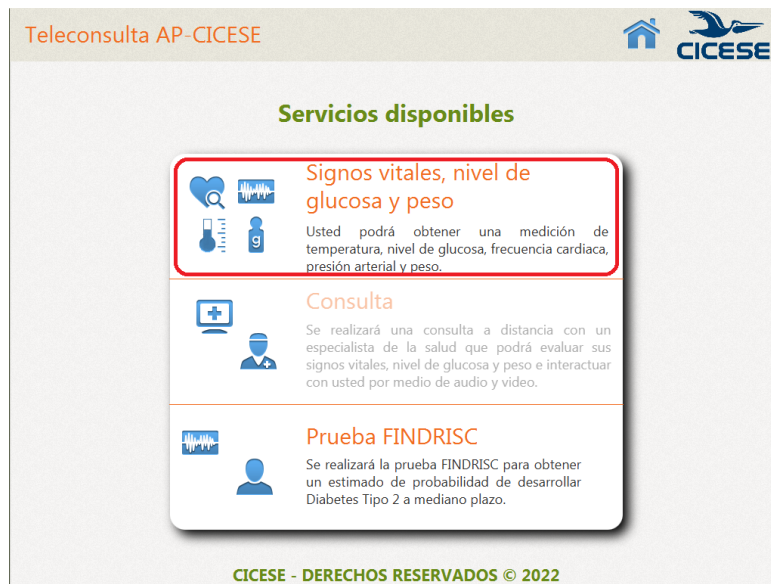 Teleconsulta AP-CICESE
CICESE
Servicios disponibles
Signos vitales, nivel de
glucosa y peso
Usted podrá obtener una medición de
temperatura, nivel de glucosa, frecuencia cardiaca,
presión arterial y peso.
g
Consulta
Se realizará una consulta a distancia con un
especialista de la salud que podrá evaluar sus
signos vitales, nivel de glucosa y peso e interactuar
con usted por medio de audio y video.
Prueba FINDRISC
Se realizará la prueba FINDRISC para obtener
un estimado de probabilidad de desarrollar
Diabetes Tipo 2 a mediano plazo.
CICESE - DERECHOS RESERVADOS © 2022